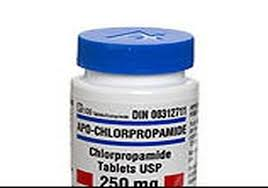 DIN 00312711
APO-CHLORPROPAMIDE
Chlorpropamide
Tablets USP
250 mg